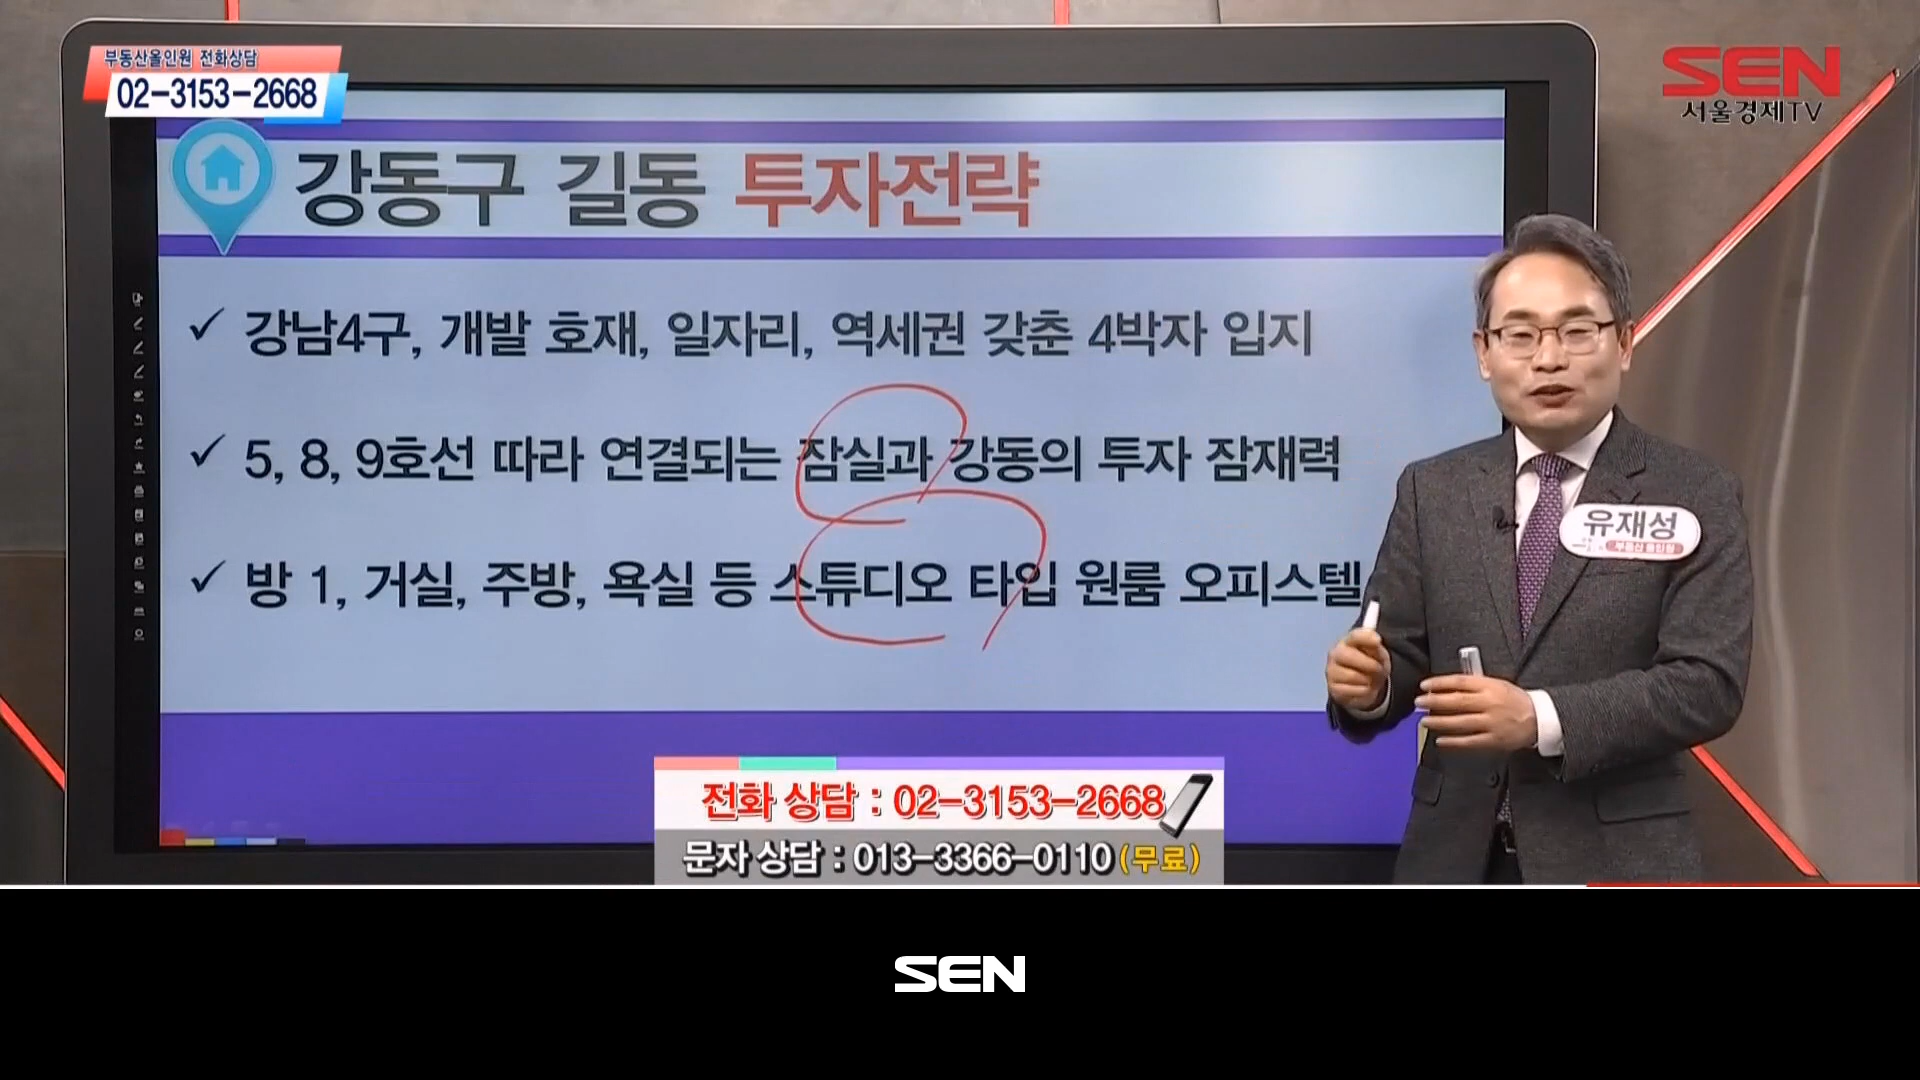 부동산올인원 전화상담
02-3153-2668
SEN
서울경제TV
강동구 길동 투자전략
✓ 강남4구, 개발 호재, 일자리, 역세권 갖춘 4박자 입지
✓ 5, 8, 9호선 따라 연결되는 잠실과 강동의 투자 잠재력
✓ 방 1, 거실, 주방, 욕실 등 스튜디오 타입 원룸 오피스텔
유재성
전화 상담 : 02-3153-2668
문자 상담 : 013-3366-0110 (무료)
SEN